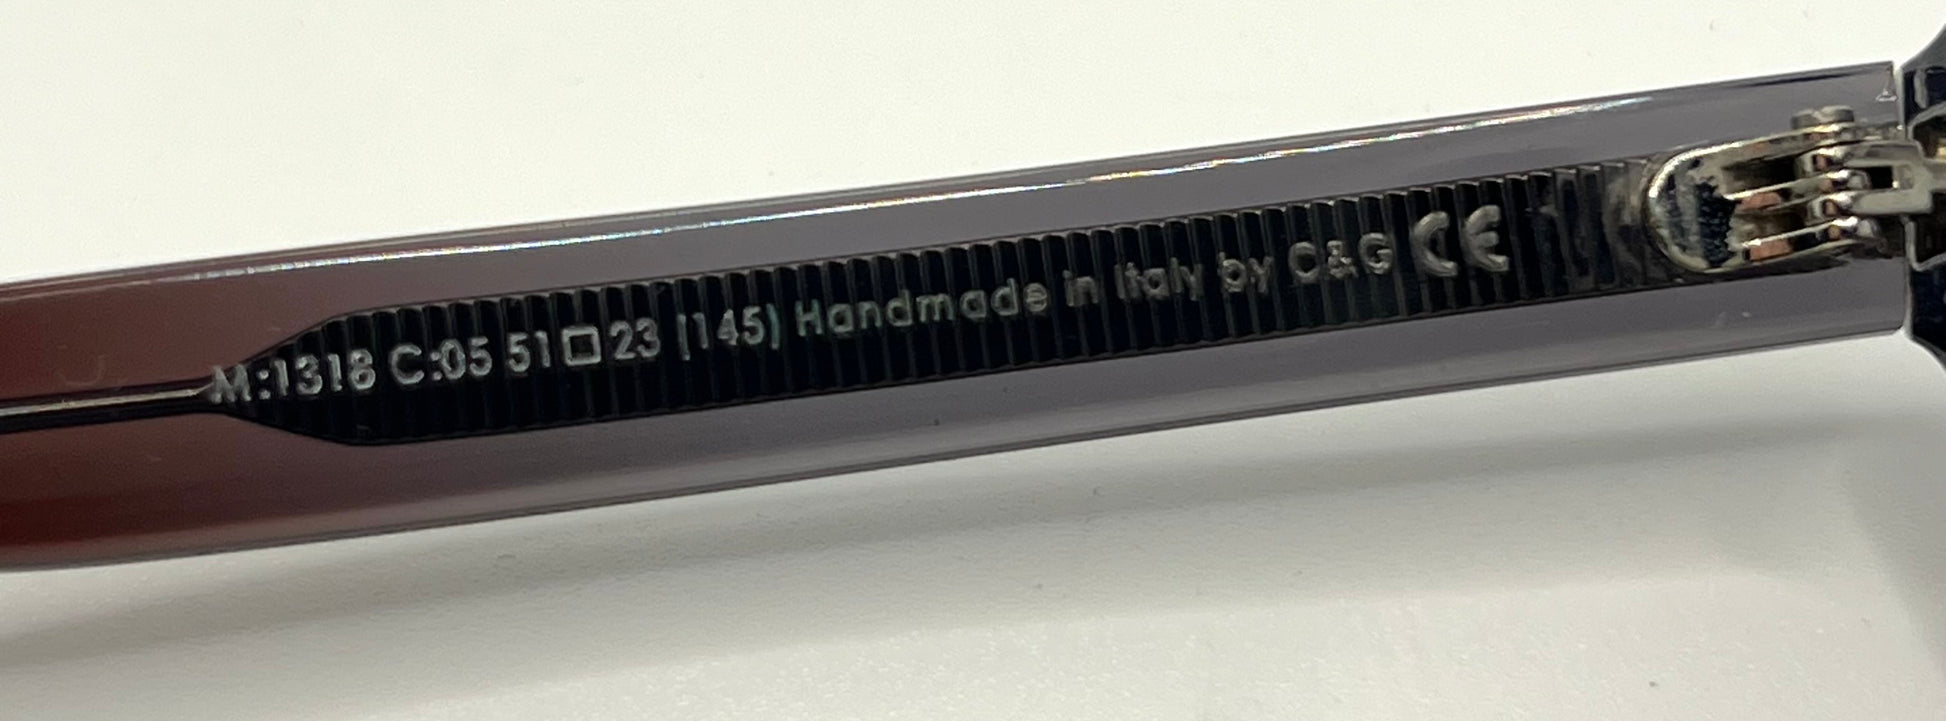 M:1318 C:05 51□23 (145) Handmade in Italy by C&G CE